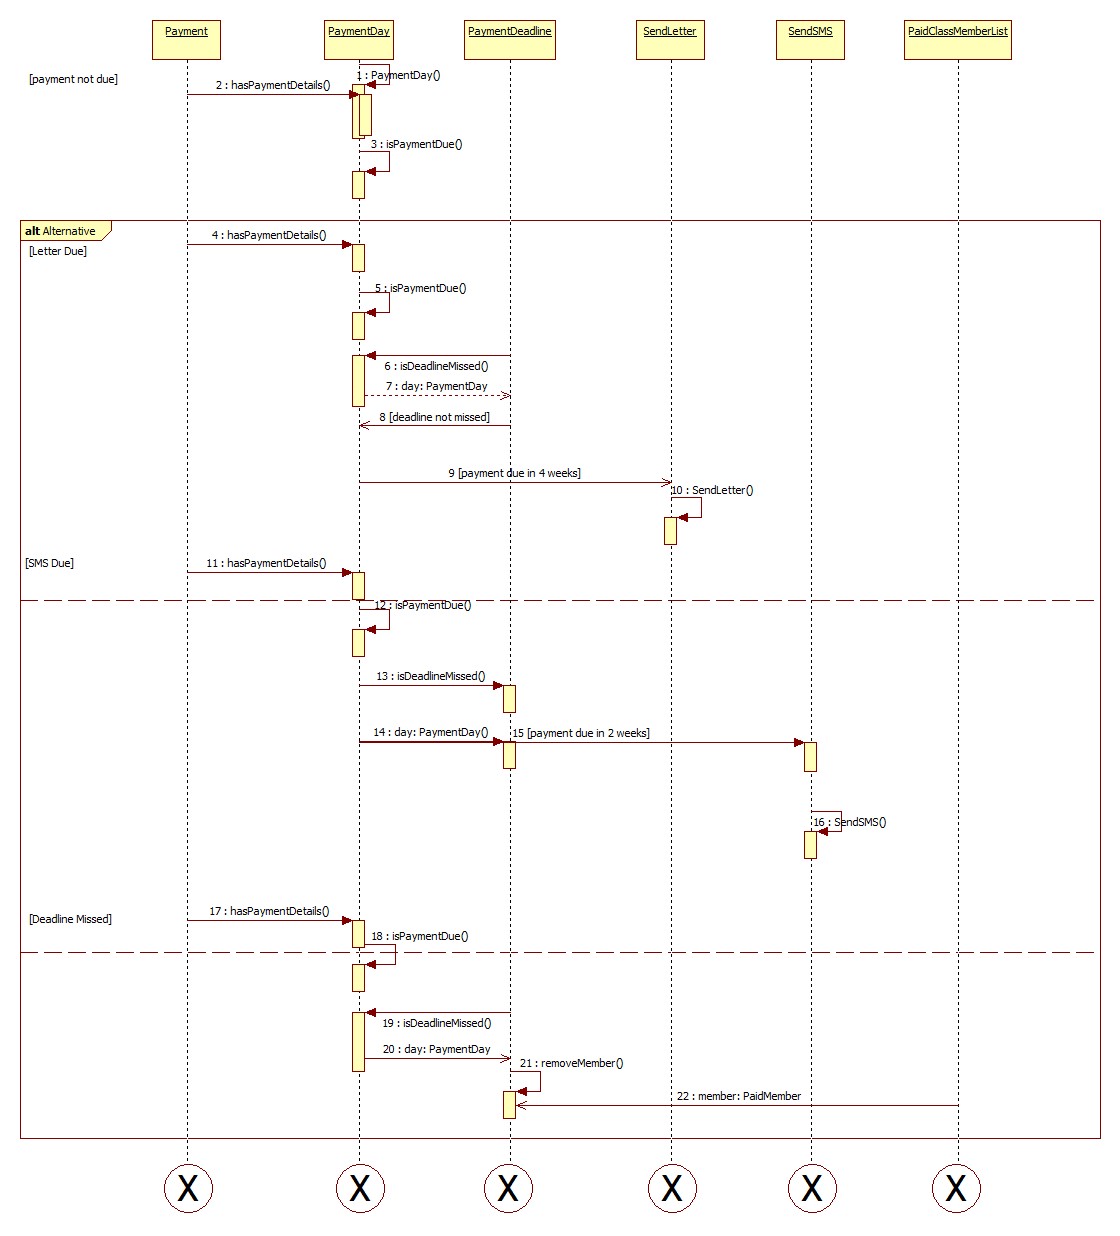 Payment
PaymentDay
PaymentDeadline
SendLetter
SendSMS
PaidClassMemberList
[payment not due]
1 : PaymentDay()
2 : hasPaymentDetails()
3 : isPaymentDue()
alt Alternative
4 : hasPaymentDetails()
[Letter Due]
5 : isPaymentDue()
6 : isDeadlineMissed()
7 : day: PaymentDay
8 [deadline not missed]
9 [payment due in 4 weeks]
10 : SendLetter()
[SMS Due]
11 : hasPaymentDetails()
12 : isPaymentDue()
13 : isDeadlineMissed()
14 : day: PaymentDay()
15 [payment due in 2 weeks]
16 : SendSMS()
[Deadline Missed]
17 : hasPaymentDetails()
18 : isPaymentDue()
19 : isDeadlineMissed()
20 : day: PaymentDay
21 : removeMember()
22 : member: PaidMember
X
X
X
X
X
X